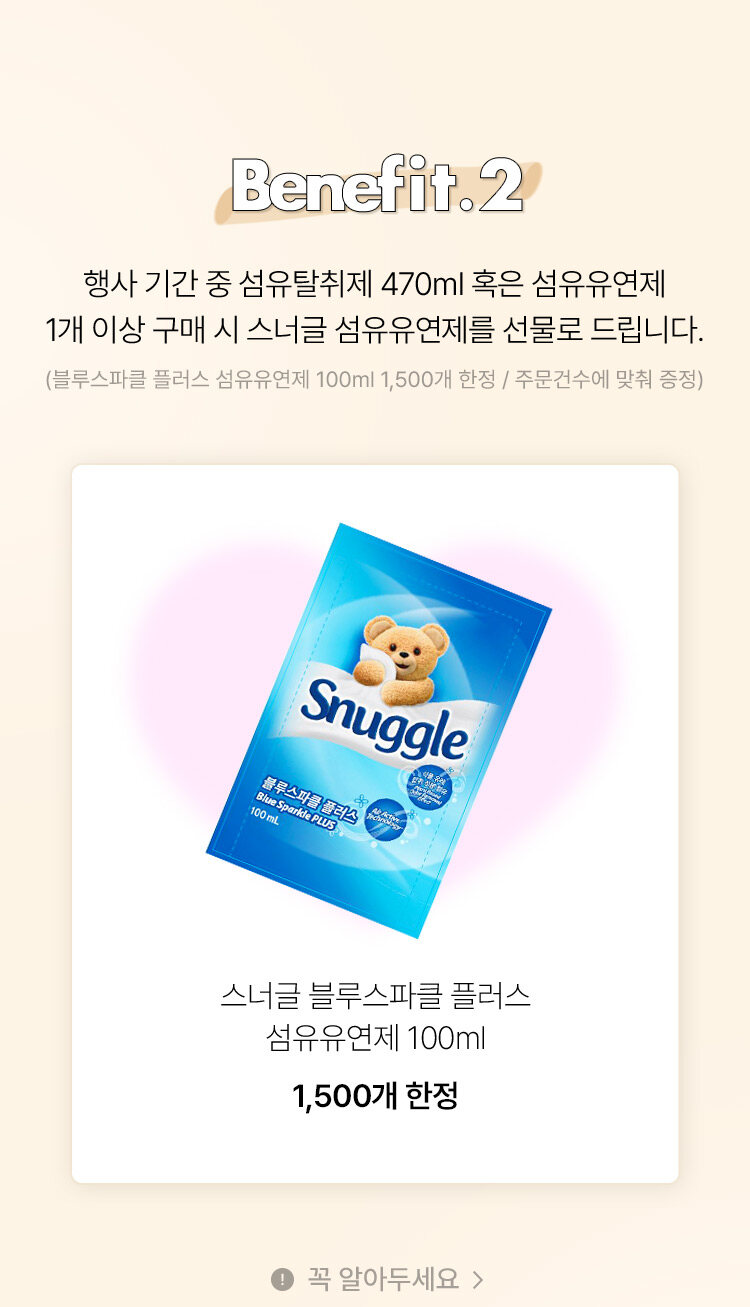 Benefit.2
행사 기간 중 섬유탈취제 470ml 혹은 섬유유연제
1개 이상 구매 시 스너글 섬유유연제를 선물로 드립니다.
(블루스파클 플러스 섬유유연제 100ml 1,500개 한정 / 주문건수에 맞춰 증정)
Snuggle
블루스파클 플러스
Blue Sparkle PLUS
100 mL
Air Active
Technology
스너글 블루스파클 플러스
섬유유연제 100ml
1,500개 한정
! 꼭 알아두세요 >